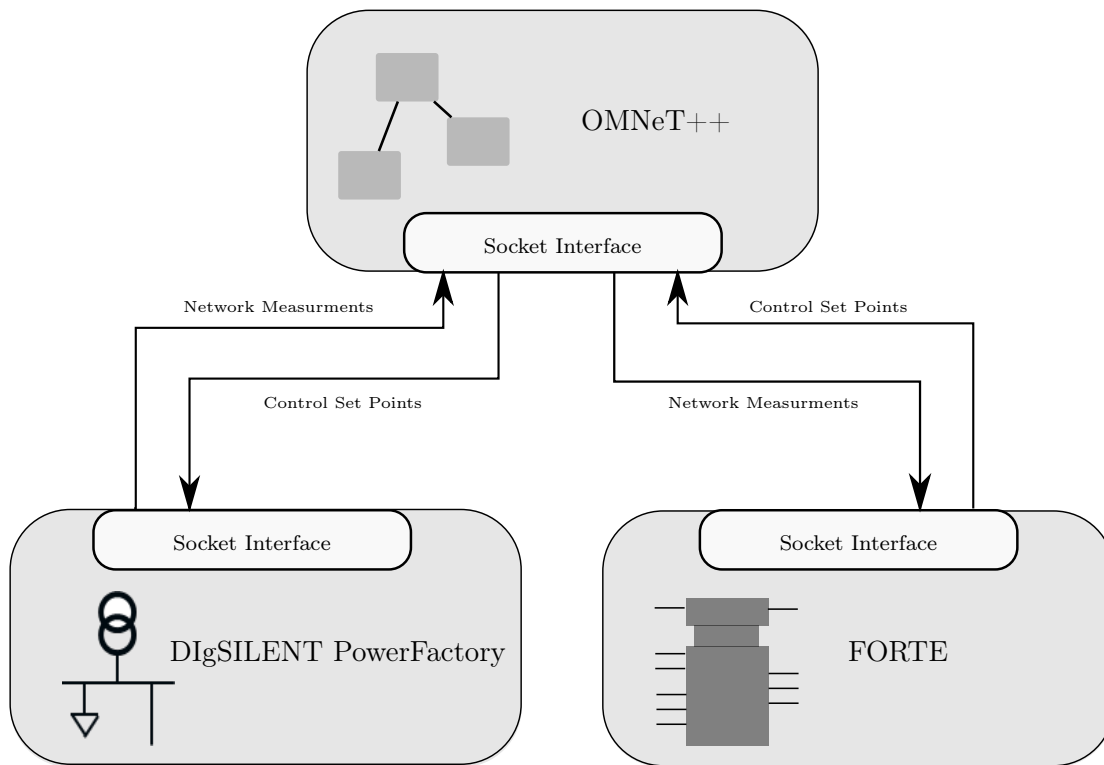 OMNeT++
Socket Interface
Network Measurments
Control Set Points
Control Set Points
Network Measurments
Socket Interface
Socket Interface
DIgSILENT PowerFactory
FORTE